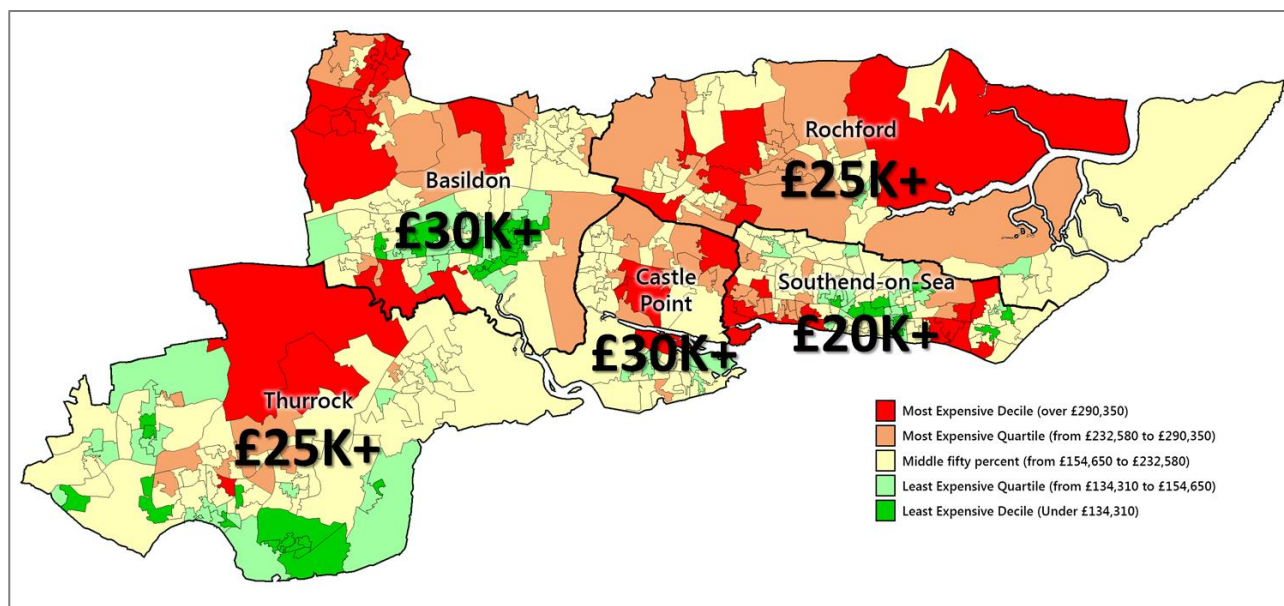 Rochford
£25K+
Basildon
£30K+
Castle
Point
£30K+
Southend-on-Sea
£20K+
Thurrock
£25K+
Most Expensive Decile (over £290,350)
Most Expensive Quartile (from £232,580 to £290,350)
Middle fifty percent (from £154,650 to £232,580)
Least Expensive Quartile (from £134,310 to £154,650)
Least Expensive Decile (Under £134,310)